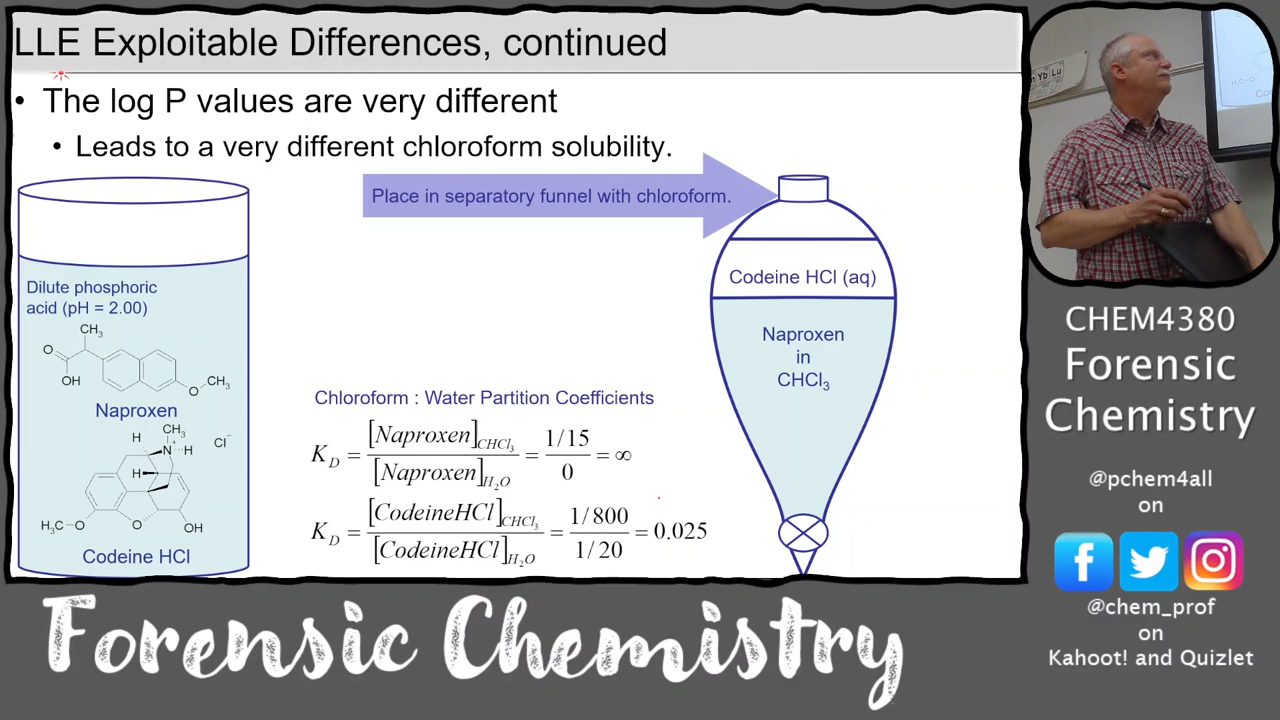 LLE Exploitable Differences, continued
• The log P values are very different
• Leads to a very different chloroform solubility.
Place in separatory funnel with chloroform.
Dilute phosphoric
acid (pH = 2.00)
CH₃
O
OH
O
CH₃
Naproxen
CH₃
H
N⁺
H
Cl⁻
H
H₃C
O
O
OH
Codeine HCl
Chloroform : Water Partition Coefficients
K_D = [Naproxen]_CHCl₃ / [Naproxen]_H₂O = 1/15 / 0 = ∞
K_D = [CodeineHCl]_CHCl₃ / [CodeineHCl]_H₂O = 1/800 / 1/20 = 0.025
Codeine HCl (aq)
Naproxen
in
CHCl₃
Yb Lu
CHEM4380
Forensic
Chemistry
@pchem4all
on
@chem_prof
on
Kahoot! and Quizlet
Forensic Chemistry